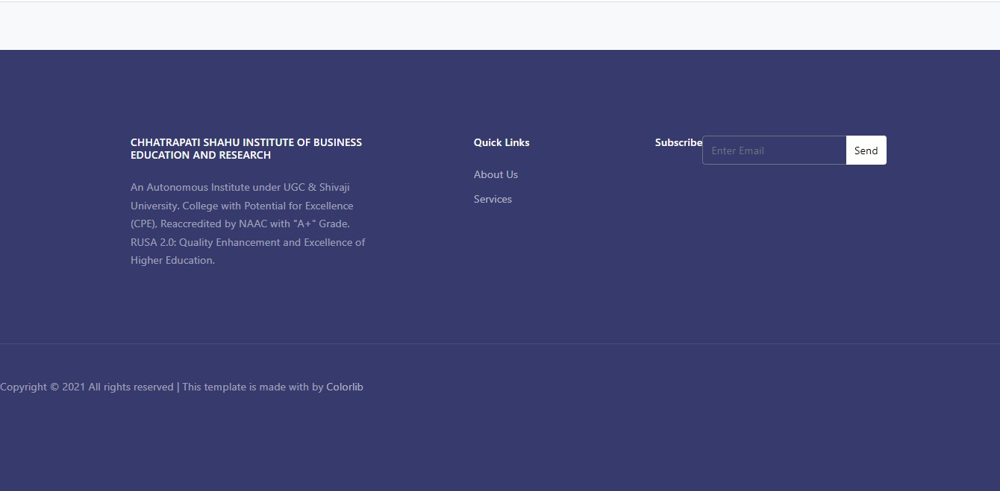 CHHATRAPATI SHAHU INSTITUTE OF BUSINESS
EDUCATION AND RESEARCH
An Autonomous Institute under UGC & Shivaji
University. College with Potential for Excellence
(CPE), Reaccredited by NAAC with "A+" Grade.
RUSA 2.0: Quality Enhancement and Excellence of
Higher Education.
Quick Links
About Us
Services
Subscribe
Enter Email
Send
Copyright © 2021 All rights reserved | This template is made with by Colorlib